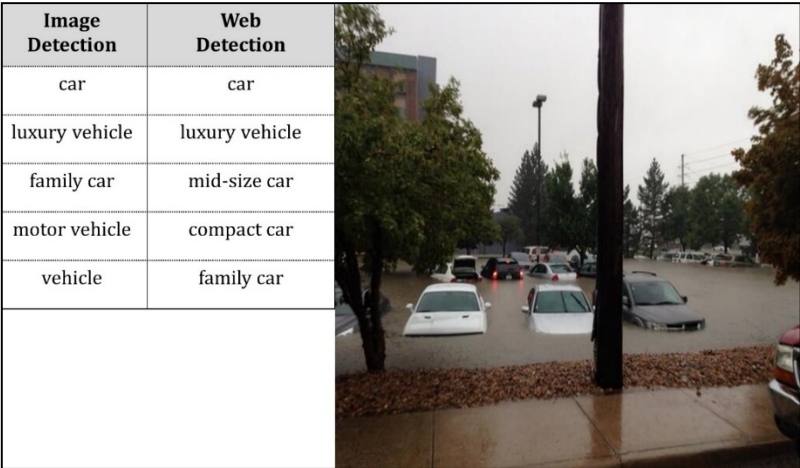 Image Detection
Web Detection
car
car
luxury vehicle
luxury vehicle
family car
mid-size car
motor vehicle
compact car
vehicle
family car